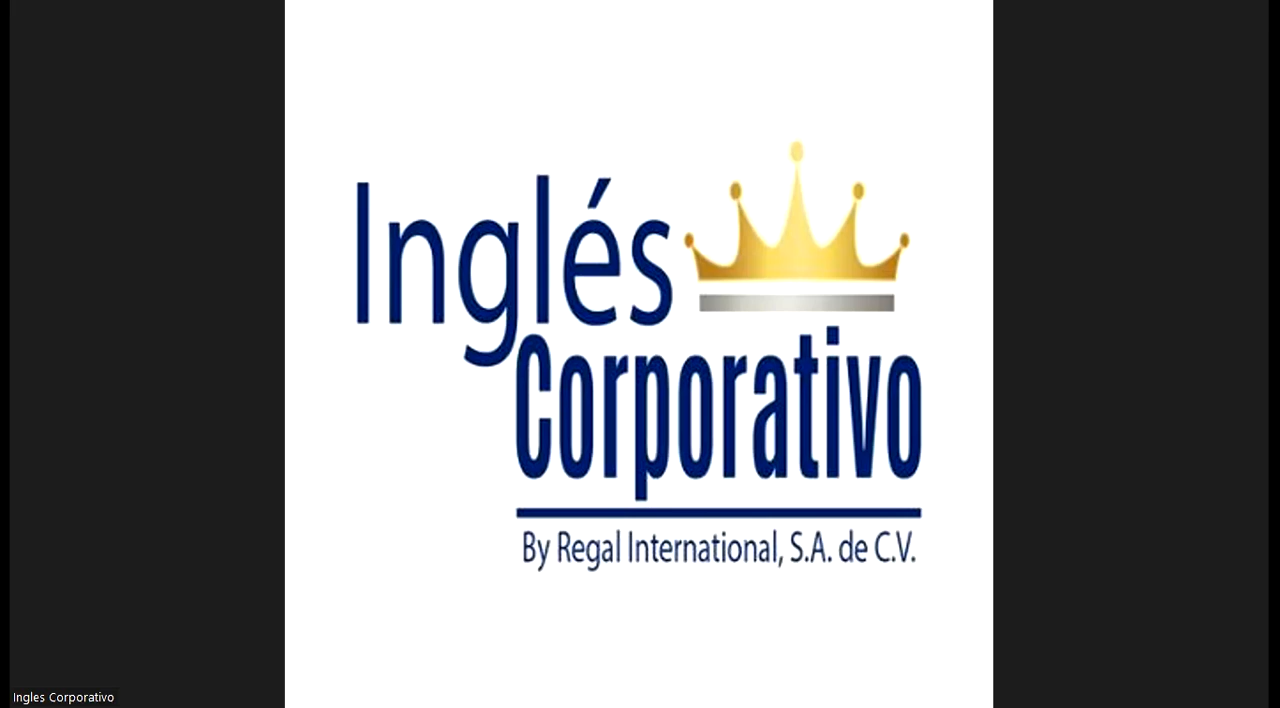 Inglés
Corporativo
By Regal International, S.A. de C.V.
Ingles Corporativo